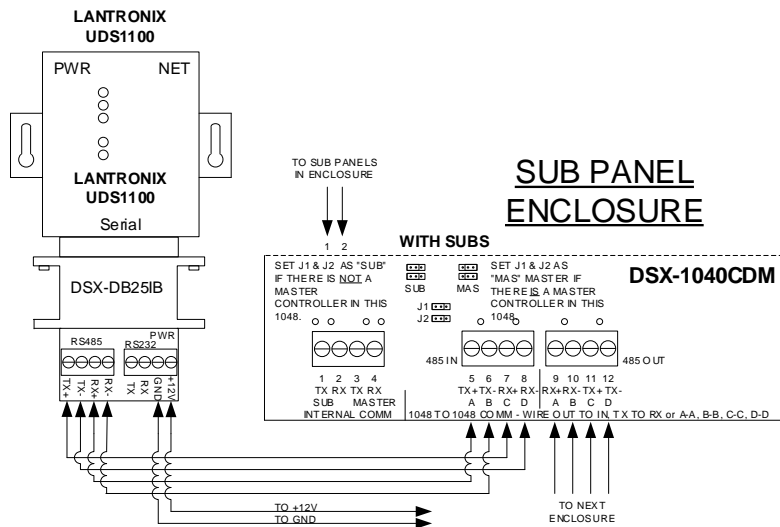 LANTRONIX
UDS1100
PWR NET
LANTRONIX
UDS1100
Serial
DSX-DB25IB
PWR
RS485 RS232
TX+ TX- RX+ RX- TX RX GND +12V
TO SUB PANELS
IN ENCLOSURE
1 2
SUB PANEL
ENCLOSURE
WITH SUBS
DSX-1040CDM
SET J1 & J2 AS "SUB"
IF THERE IS NOT A
MASTER
CONTROLLER IN THIS
1048.
SUB MAS
J1
J2
SET J1 & J2 AS
"MAS" MASTER IF
THERE IS A MASTER
CONTROLLER IN THIS
1048.
485 IN 485 OUT
1 2 3 4 5 6 7 8 9 10 11 12
TX RX TX RX TX+ TX- RX+ RX- RX+ RX- TX+ TX-
SUB MASTER A B C D A B C D
INTERNAL COMM 1048 TO 1048 COMM - WIRE OUT TO IN, TX TO RX or A-A, B-B, C-C, D-D
TO +12V
TO GND
TO NEXT
ENCLOSURE